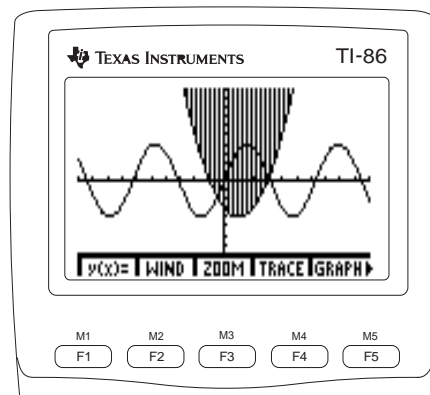 TEXAS INSTRUMENTS TI-86
y(x)= WIND ZOOM TRACE GRAPH
M1 M2 M3 M4 M5
F1 F2 F3 F4 F5